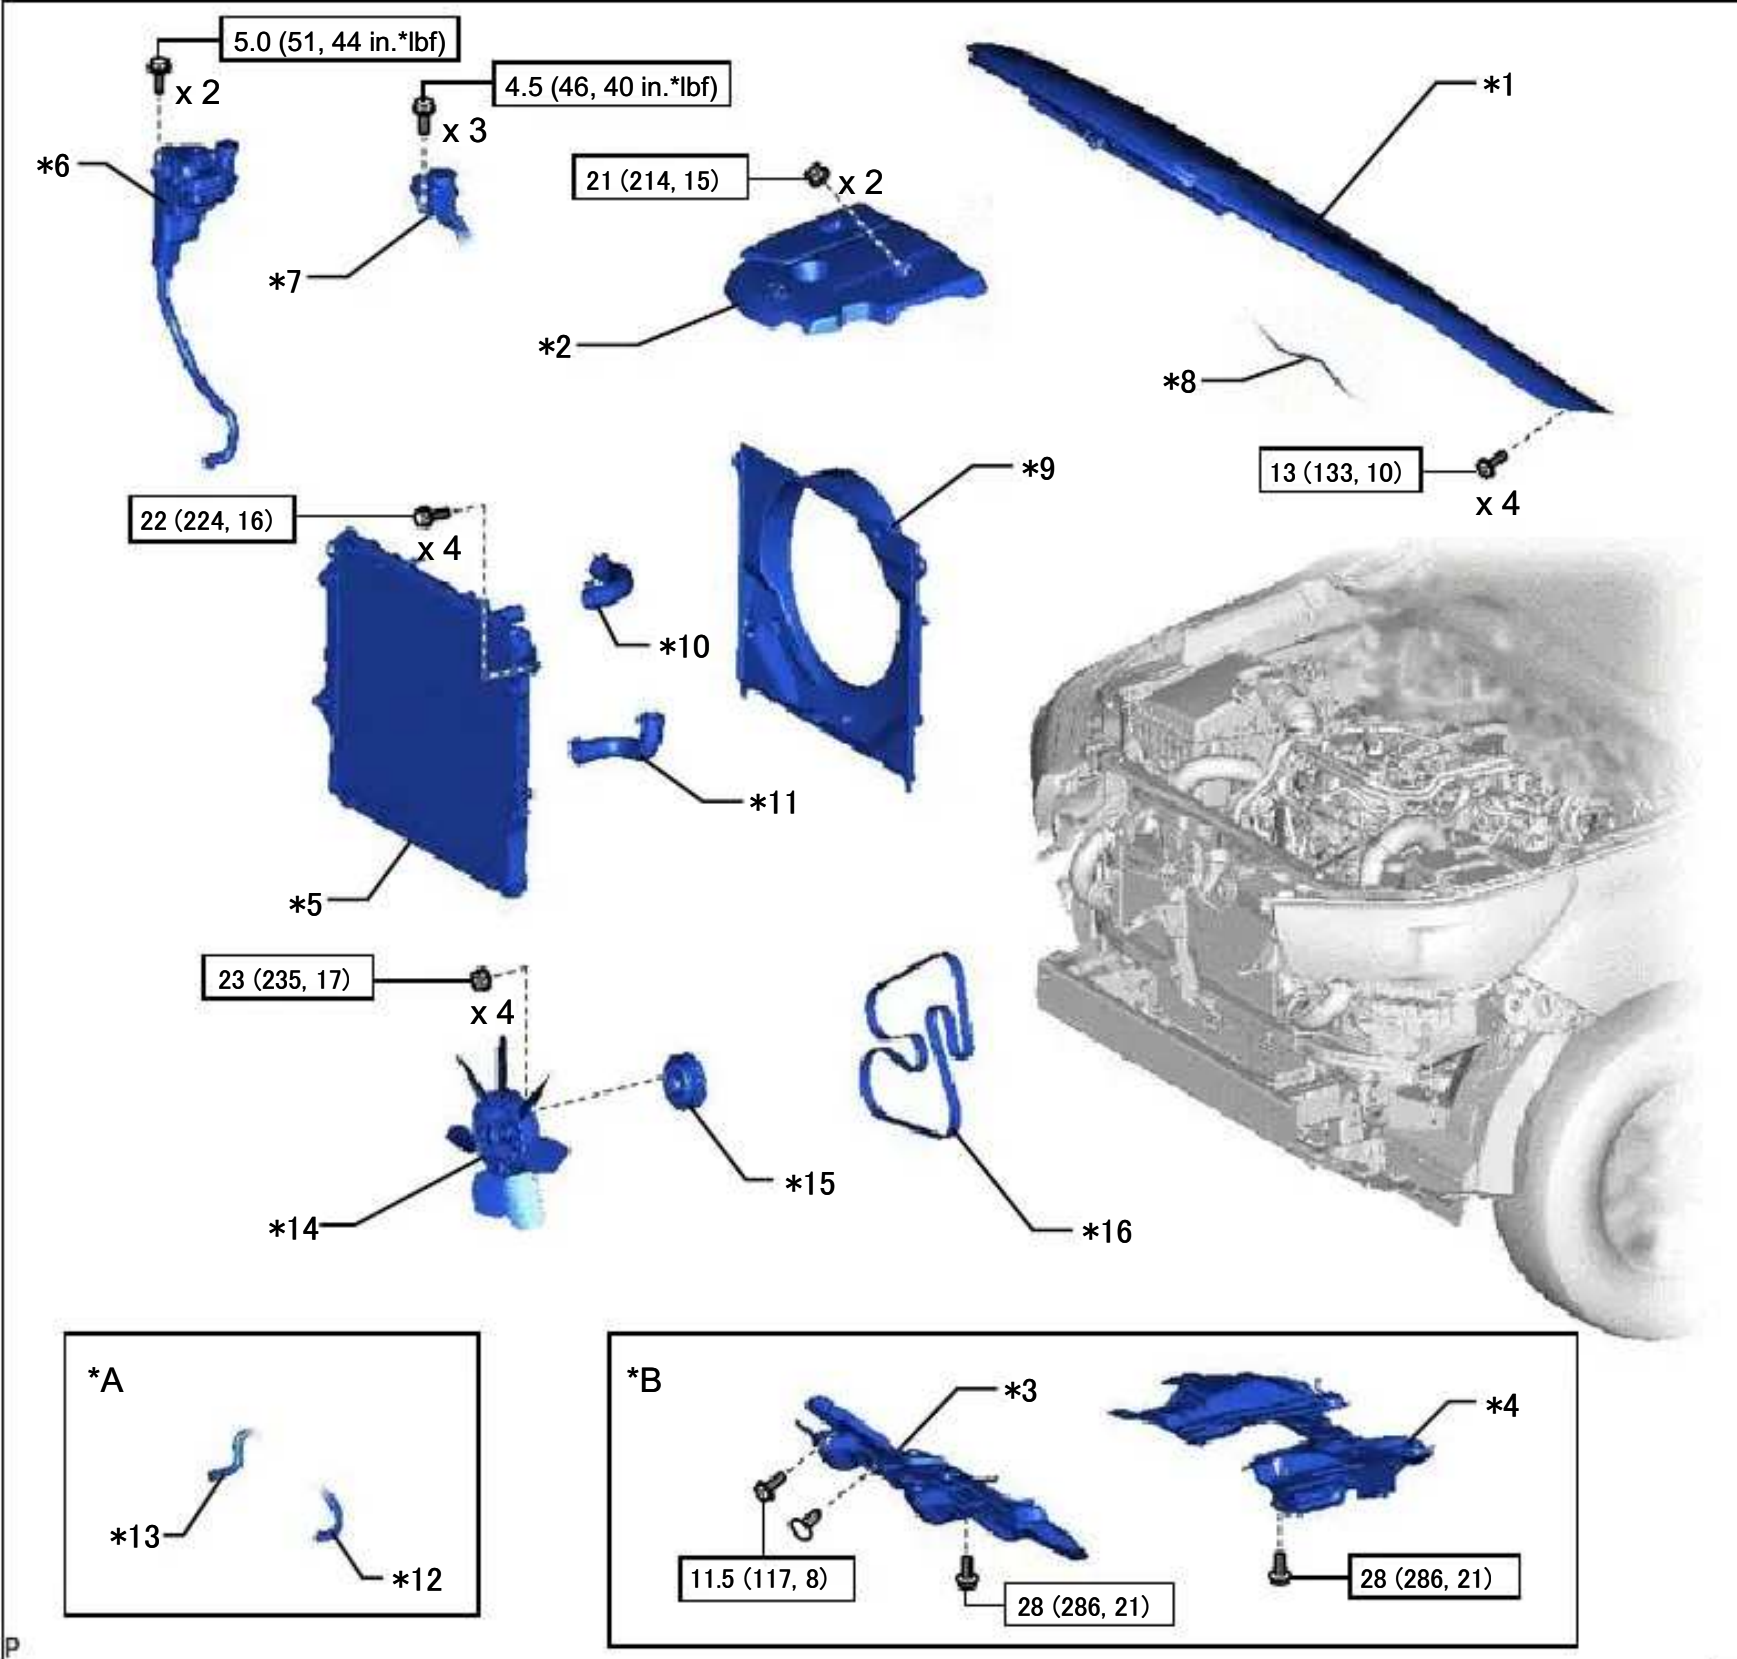 5.0 (51, 44 in.*lbf)
x 2
4.5 (46, 40 in.*lbf)
x 3
*1
*6
21 (214, 15)
x 2
*7
*2
*8
13 (133, 10)
x 4
*9
22 (224, 16)
x 4
*10
*11
*5
23 (235, 17)
x 4
*15
*14
*16
*A
*13
*12
*B
*3
*4
11.5 (117, 8)
28 (286, 21)
28 (286, 21)
P